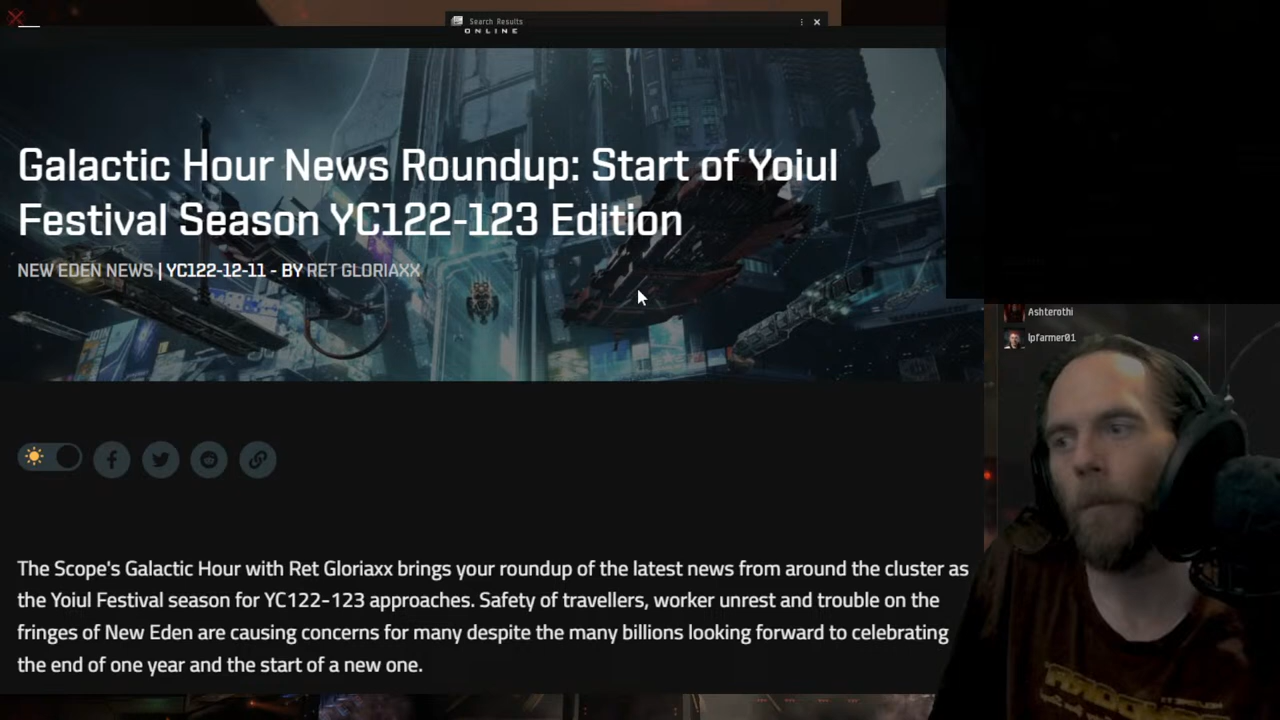 Search Results
ONLINE
Galactic Hour News Roundup: Start of Yoiul
Festival Season YC122-123 Edition
NEW EDEN NEWS | YC122-12-11 - BY RET GLORIAXX
Ashterothi
lpfarmer01
The Scope's Galactic Hour with Ret Gloriaxx brings your roundup of the latest news from around the cluster as
the Yoiul Festival season for YC122-123 approaches. Safety of travellers, worker unrest and trouble on the
fringes of New Eden are causing concerns for many despite the many billions looking forward to celebrating
the end of one year and the start of a new one.